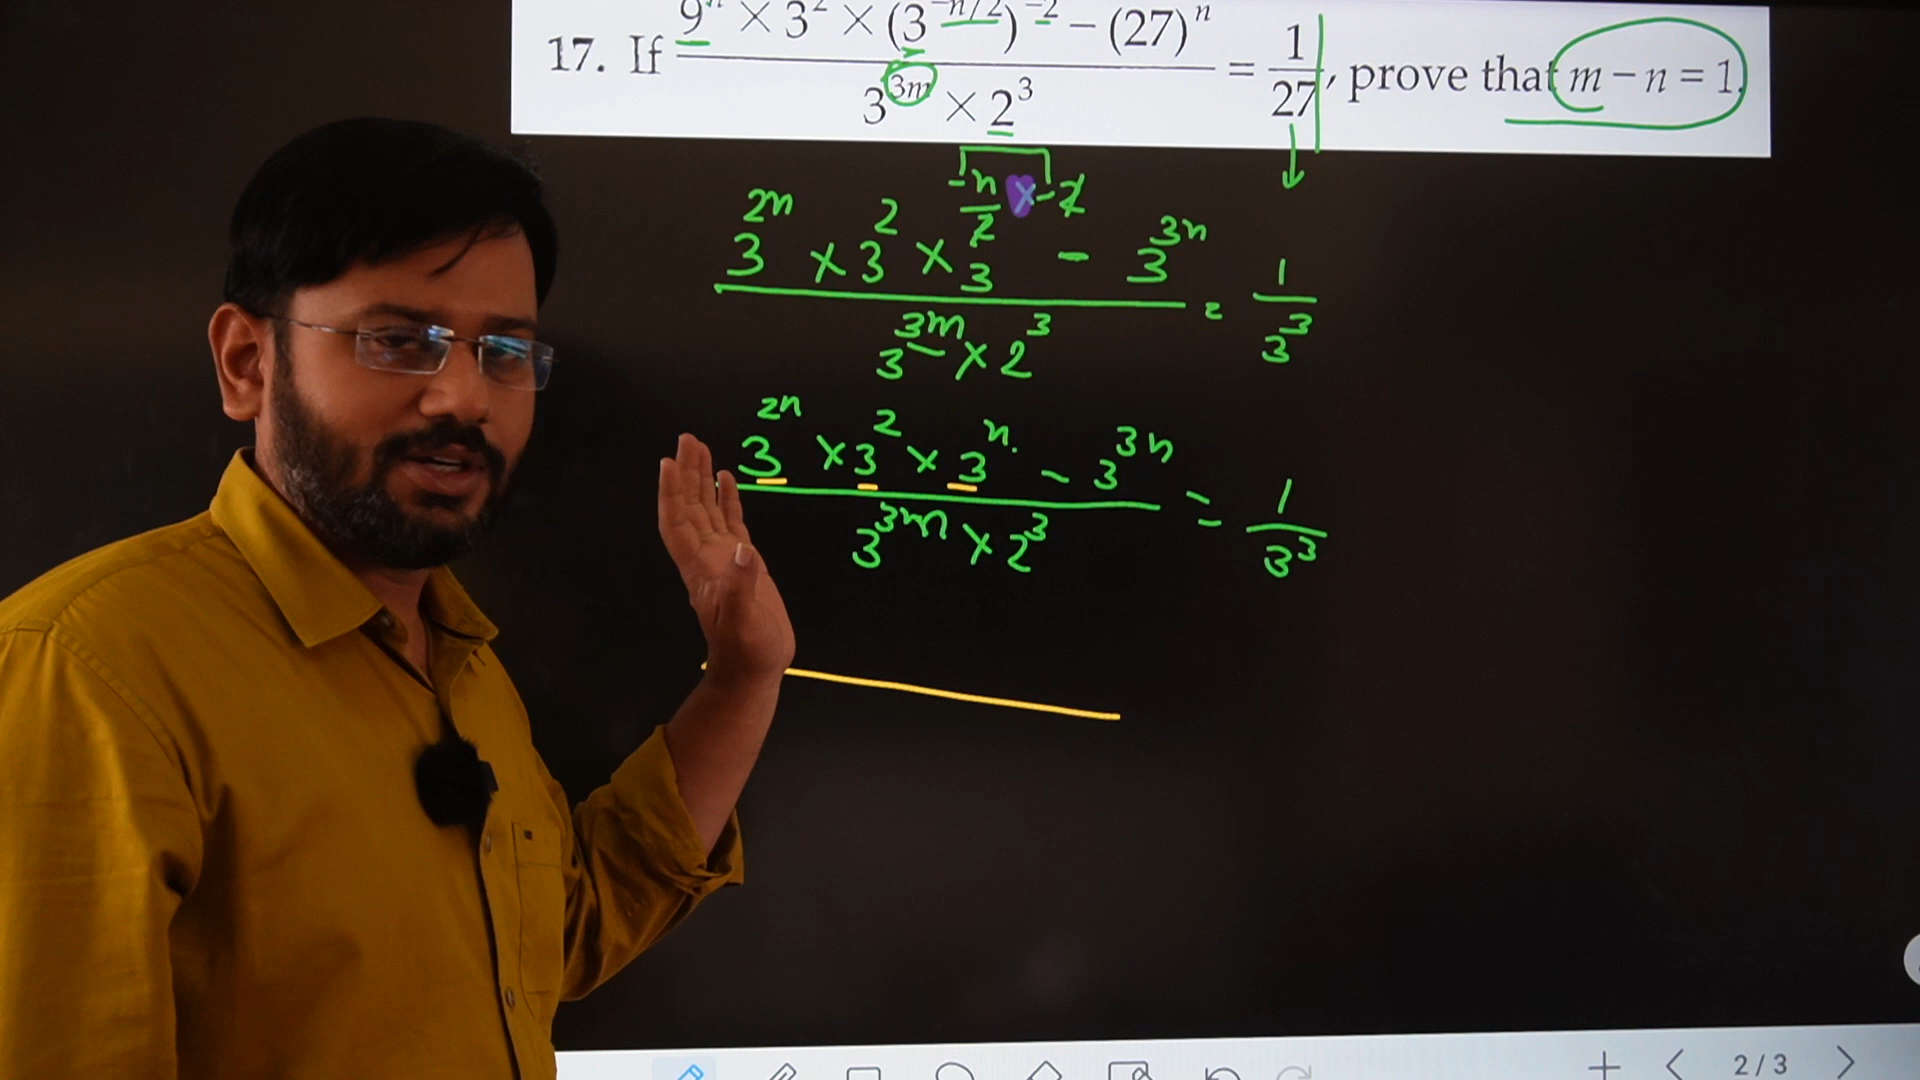 17. If (9ⁿ × 3² × (3^(−n/2))^(−2) − (27)ⁿ) / (3^(3m) × 2³) = 1/27, prove that m − n = 1.
(3^(2n) × 3² × 3^(−n/2 × −2) − 3^(3n)) / (3^(3m) × 2³) = 1/3³
(3^(2n) × 3² × 3^(n) − 3^(3n)) / (3^(3m) × 2³) = 1/3³
2 / 3